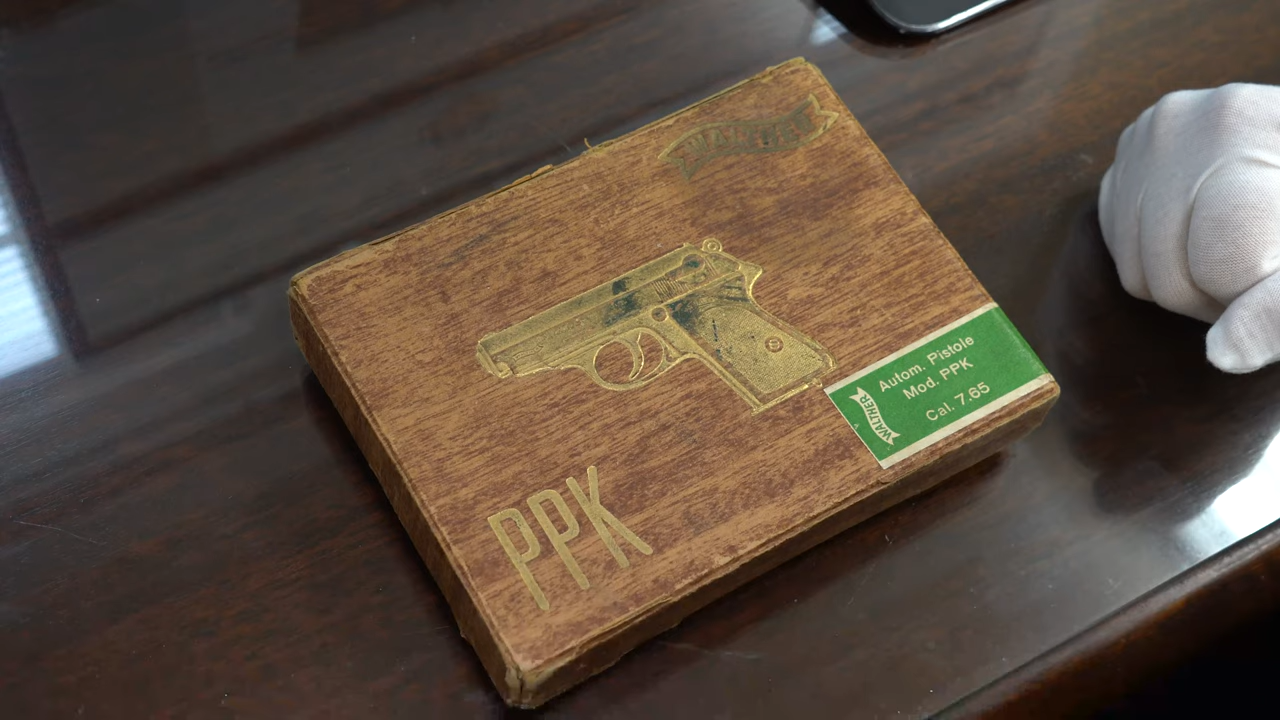 WALTHER
PPK
WALTHER
Autom. Pistole
Mod. PPK
Cal. 7.65